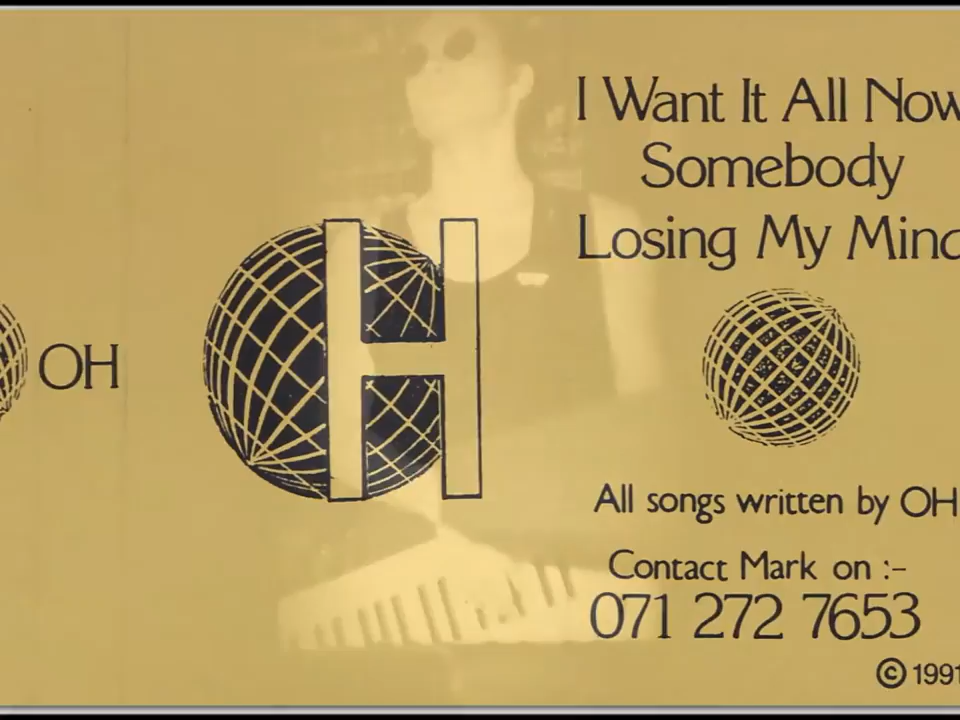 OH
H
I Want It All Now
Somebody
Losing My Mind
All songs written by OH
Contact Mark on :-
071 272 7653
© 1991